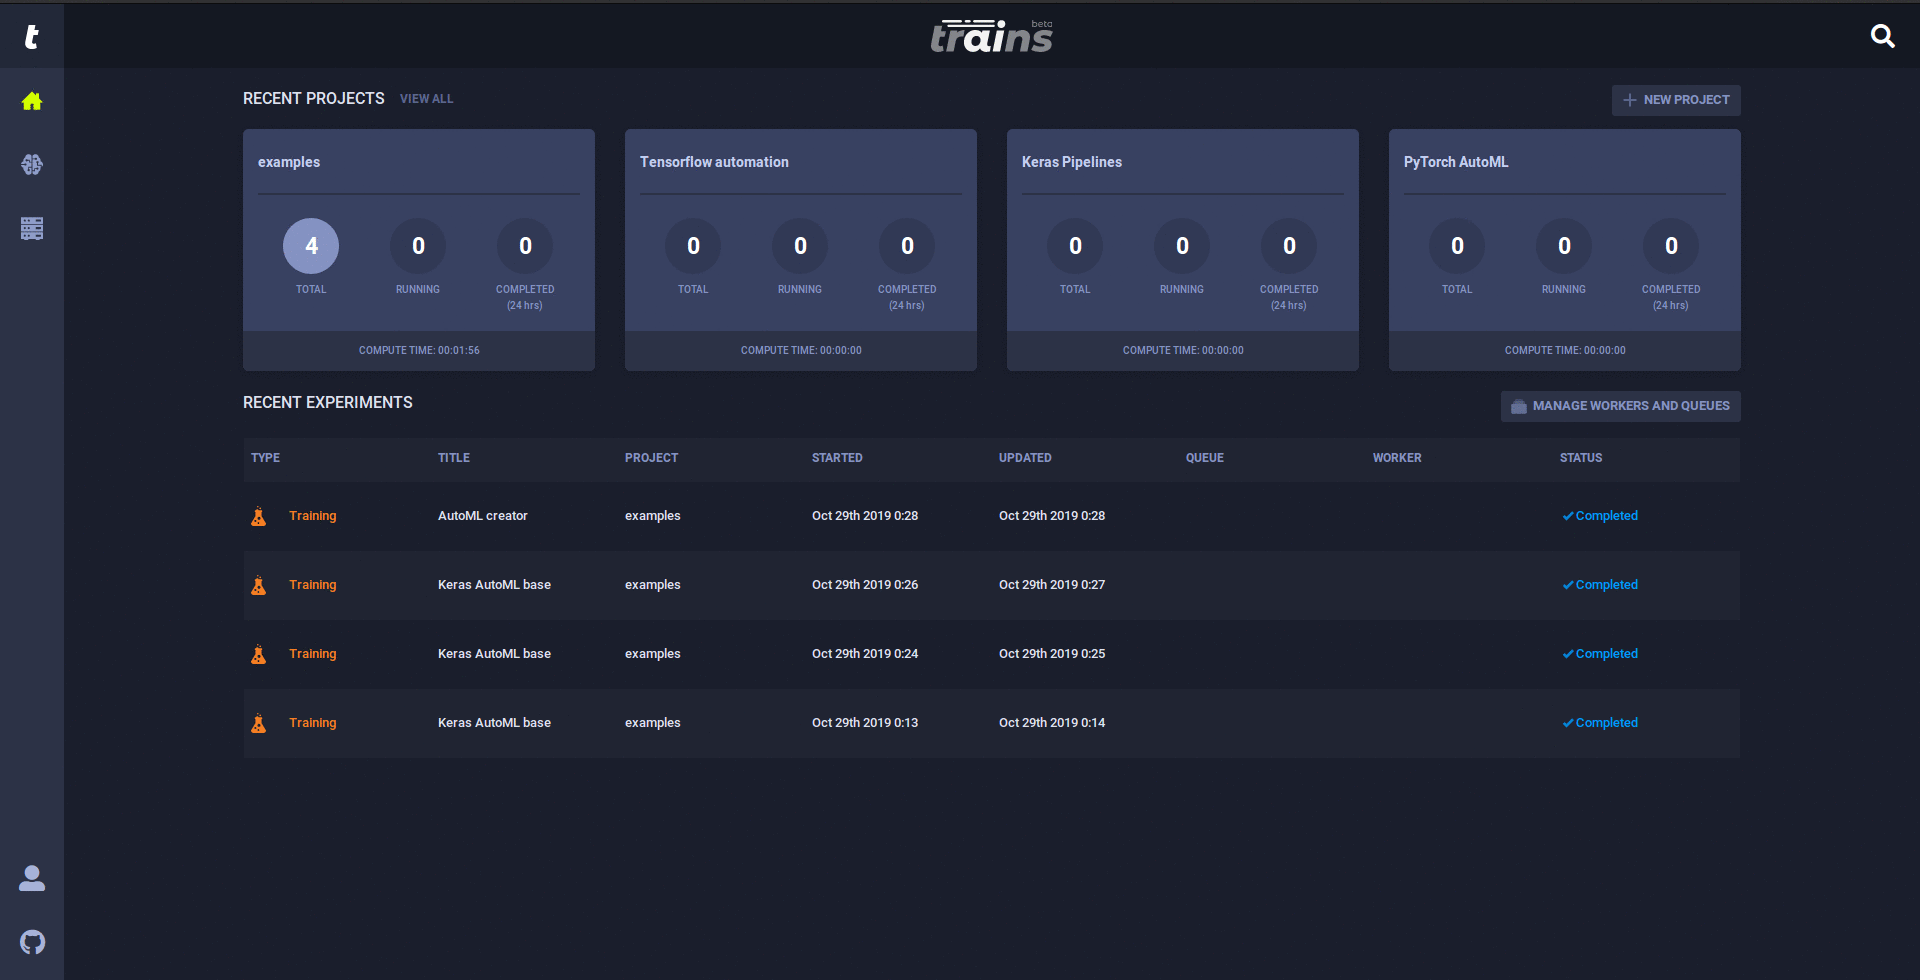 t
trains beta
RECENT PROJECTS VIEW ALL NEW PROJECT
examples Tensorflow automation Keras Pipelines PyTorch AutoML
4 0 0 0 0 0 0 0 0 0 0 0
TOTAL RUNNING COMPLETED TOTAL RUNNING COMPLETED TOTAL RUNNING COMPLETED TOTAL RUNNING COMPLETED
(24 hrs) (24 hrs) (24 hrs) (24 hrs)
COMPUTE TIME: 00:01:56 COMPUTE TIME: 00:00:00 COMPUTE TIME: 00:00:00 COMPUTE TIME: 00:00:00
RECENT EXPERIMENTS MANAGE WORKERS AND QUEUES
TYPE TITLE PROJECT STARTED UPDATED QUEUE WORKER STATUS
Training AutoML creator examples Oct 29th 2019 0:28 Oct 29th 2019 0:28 Completed
Training Keras AutoML base examples Oct 29th 2019 0:26 Oct 29th 2019 0:27 Completed
Training Keras AutoML base examples Oct 29th 2019 0:24 Oct 29th 2019 0:25 Completed
Training Keras AutoML base examples Oct 29th 2019 0:13 Oct 29th 2019 0:14 Completed